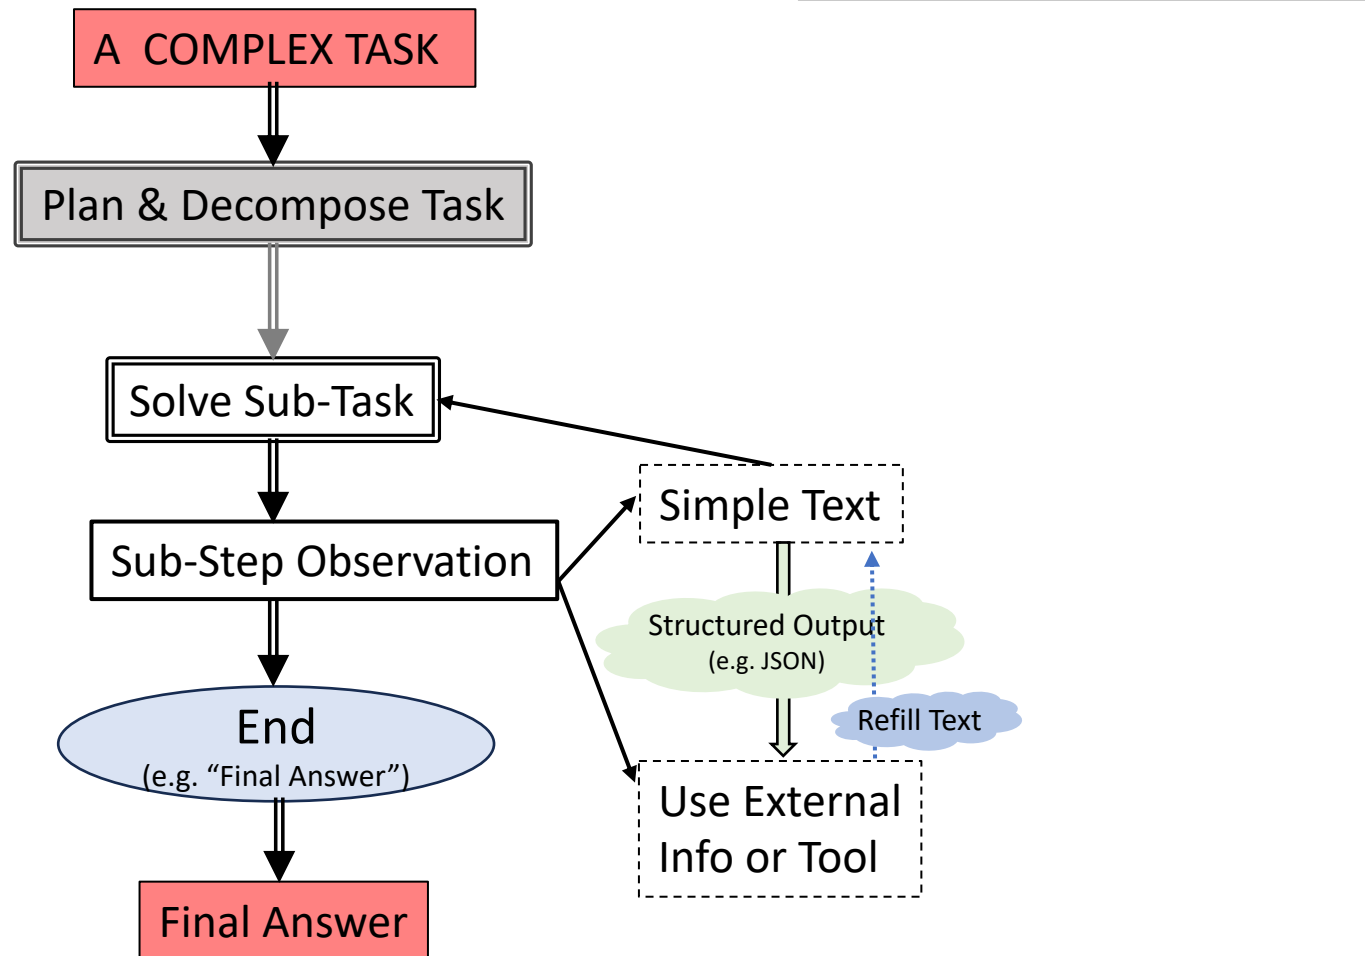 A  COMPLEX TASK
Plan & Decompose Task
Solve Sub-Task
Simple Text
Sub-Step Observation
Structured Output
(e.g. JSON)
Refill Text
End
(e.g. “Final Answer”)
Use External
Info or Tool
Final Answer